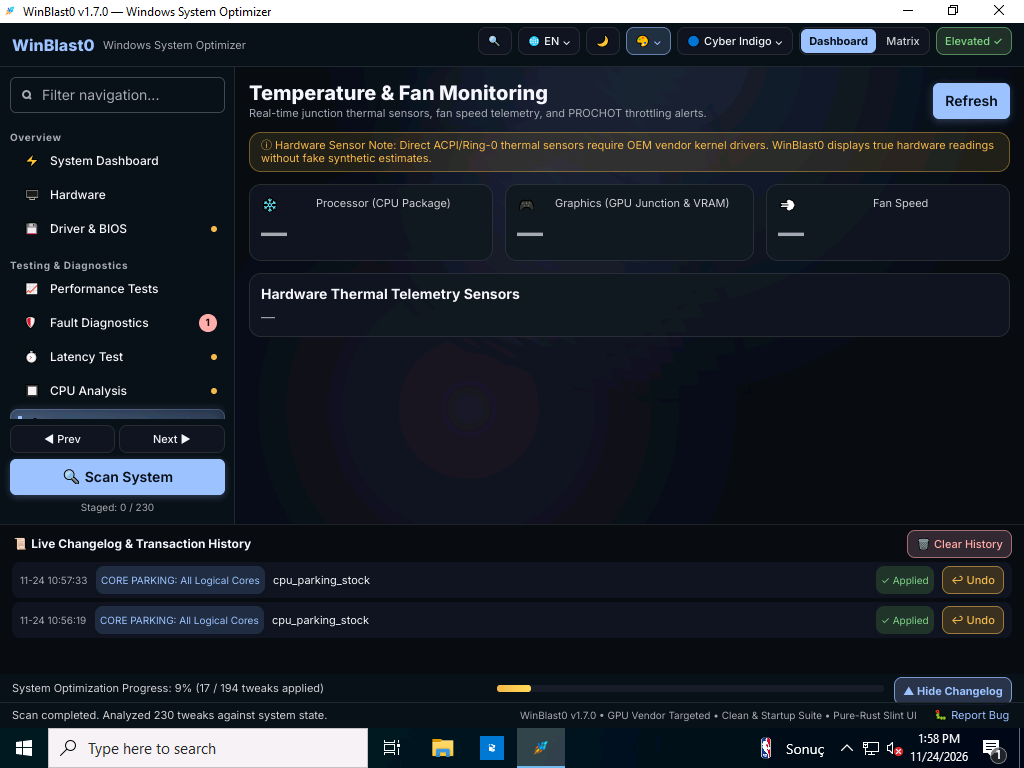 WinBlast0 v1.7.0 — Windows System Optimizer
WinBlast0 Windows System Optimizer
EN
Cyber Indigo
Dashboard
Matrix
Elevated ✓
Filter navigation...
Overview
System Dashboard
Hardware
Driver & BIOS
Testing & Diagnostics
Performance Tests
Fault Diagnostics 1
Latency Test
CPU Analysis
◀ Prev
Next ▶
Scan System
Staged: 0 / 230
Temperature & Fan Monitoring
Real-time junction thermal sensors, fan speed telemetry, and PROCHOT throttling alerts.
Refresh
ⓘ Hardware Sensor Note: Direct ACPI/Ring-0 thermal sensors require OEM vendor kernel drivers. WinBlast0 displays true hardware readings
without fake synthetic estimates.
Processor (CPU Package)
—
Graphics (GPU Junction & VRAM)
—
Fan Speed
—
Hardware Thermal Telemetry Sensors
—
Live Changelog & Transaction History
Clear History
11-24 10:57:33 CORE PARKING: All Logical Cores cpu_parking_stock ✓ Applied ↩ Undo
11-24 10:56:19 CORE PARKING: All Logical Cores cpu_parking_stock ✓ Applied ↩ Undo
System Optimization Progress: 9% (17 / 194 tweaks applied)
▲ Hide Changelog
Scan completed. Analyzed 230 tweaks against system state.
WinBlast0 v1.7.0 • GPU Vendor Targeted • Clean & Startup Suite • Pure-Rust Slint UI
Report Bug
Type here to search
Sonuç
1:58 PM
11/24/2026
1